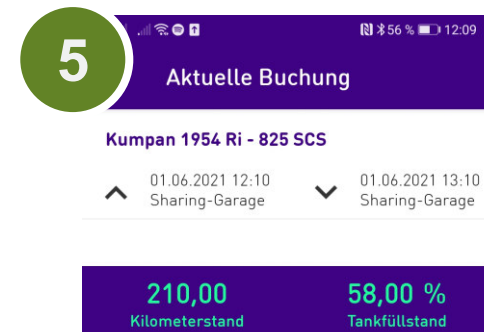 5
56 % 12:09
Aktuelle Buchung
Kumpan 1954 Ri - 825 SCS
01.06.2021 12:10 01.06.2021 13:10
Sharing-Garage Sharing-Garage
210,00 58,00 %
Kilometerstand Tankfüllstand